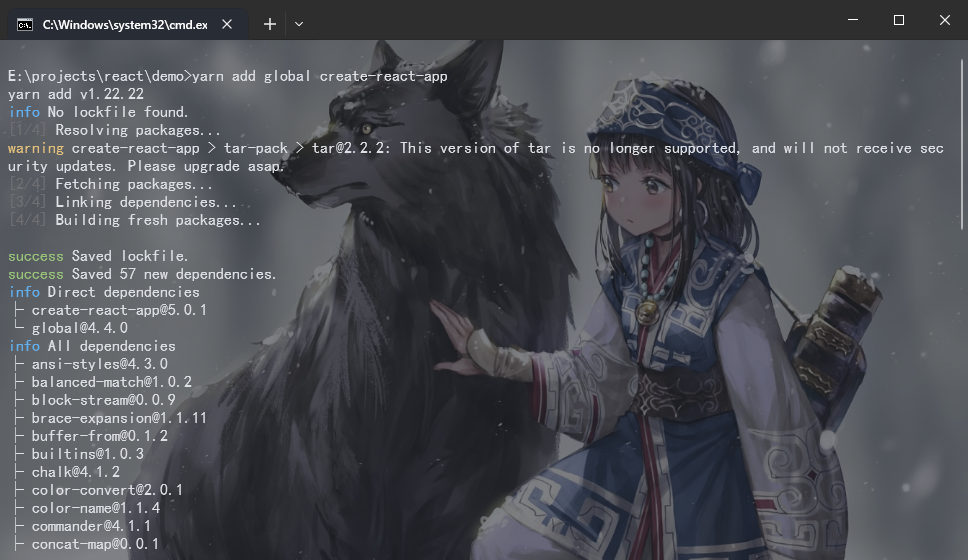 C:\Windows\system32\cmd.ex
E:\projects\react\demo>yarn add global create-react-app
yarn add v1.22.22
info No lockfile found.
[1/4] Resolving packages...
warning create-react-app > tar-pack > tar@2.2.2: This version of tar is no longer supported, and will not receive sec
urity updates. Please upgrade asap.
[2/4] Fetching packages...
[3/4] Linking dependencies...
[4/4] Building fresh packages...
success Saved lockfile.
success Saved 57 new dependencies.
info Direct dependencies
├─ create-react-app@5.0.1
└─ global@4.4.0
info All dependencies
├─ ansi-styles@4.3.0
├─ balanced-match@1.0.2
├─ block-stream@0.0.9
├─ brace-expansion@1.1.11
├─ buffer-from@0.1.2
├─ builtins@1.0.3
├─ chalk@4.1.2
├─ color-convert@2.0.1
├─ color-name@1.1.4
├─ commander@4.1.1
├─ concat-map@0.0.1